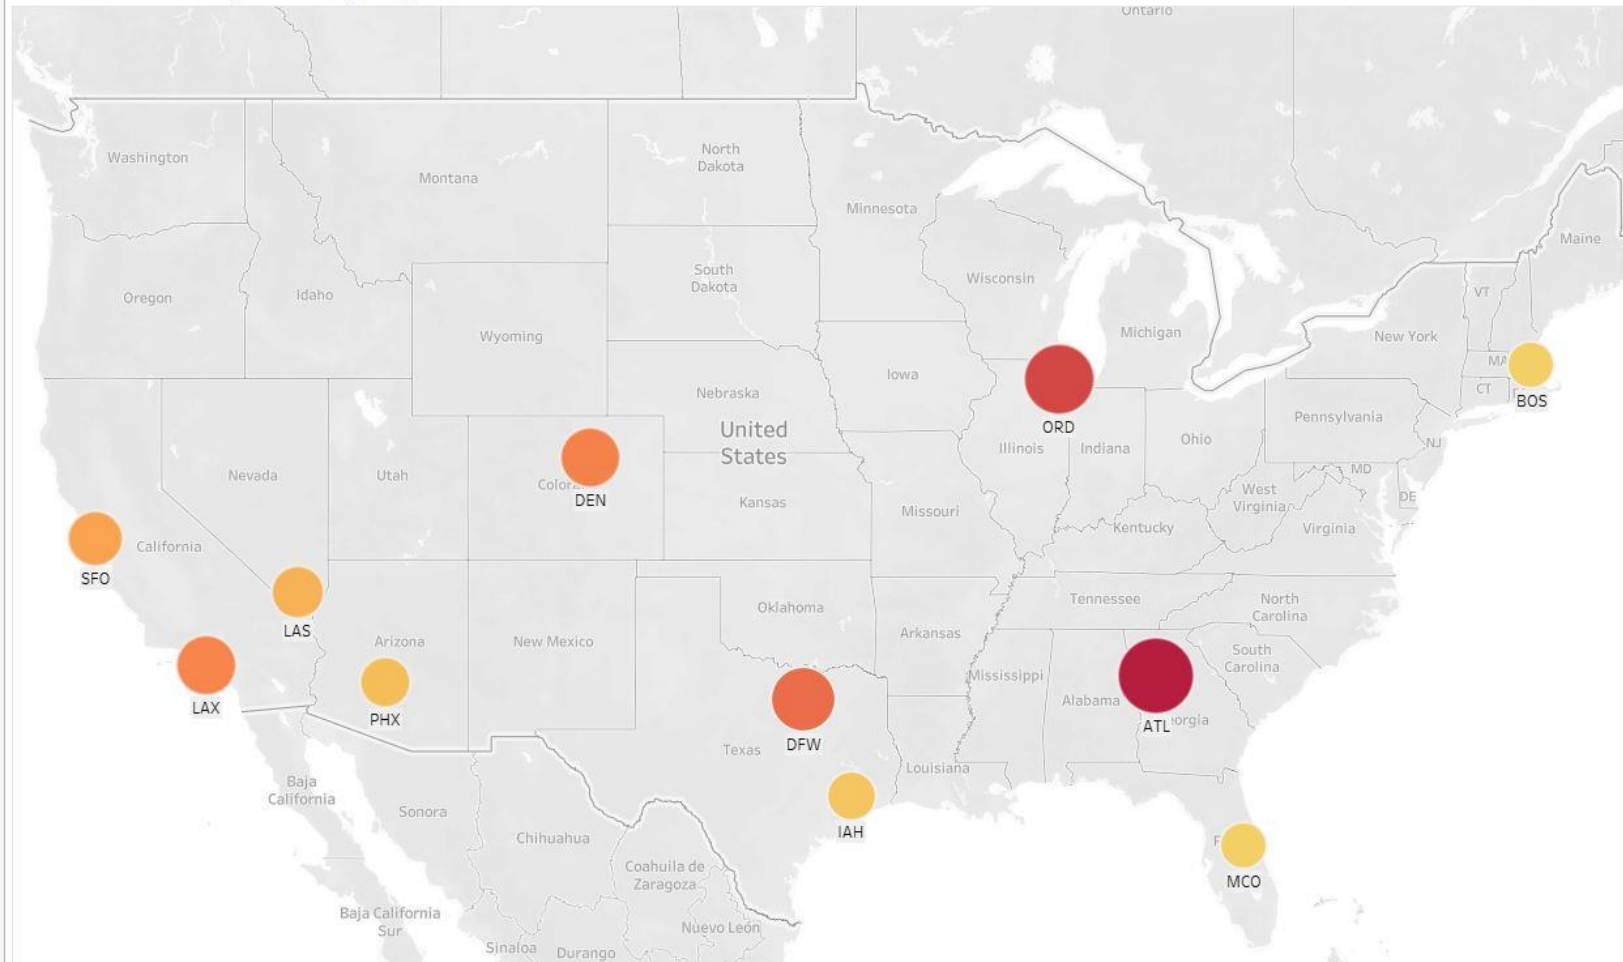 Ontario
Washington
Montana
North
Dakota
Minnesota
Maine
Oregon
Idaho
South
Dakota
Wisconsin
VT
Wyoming
Michigan
New York
Iowa
MA
Nebraska
CT
BOS
United
States
ORD
Pennsylvania
Ohio
NJ
Illinois
Indiana
Nevada
Utah
DEN
MD
DE
West
Virginia
Kansas
Missouri
Kentucky
Virginia
California
SFO
LAS
Oklahoma
Tennessee
North
Carolina
Arizona
New Mexico
Arkansas
South
Carolina
Mississippi
Alabama
LAX
PHX
DFW
ATL
Texas
Louisiana
Baja
California
Sonora
IAH
Chihuahua
MCO
Coahuila de
Zaragoza
Baja California
Sur
Nuevo León
Sinaloa
Durango